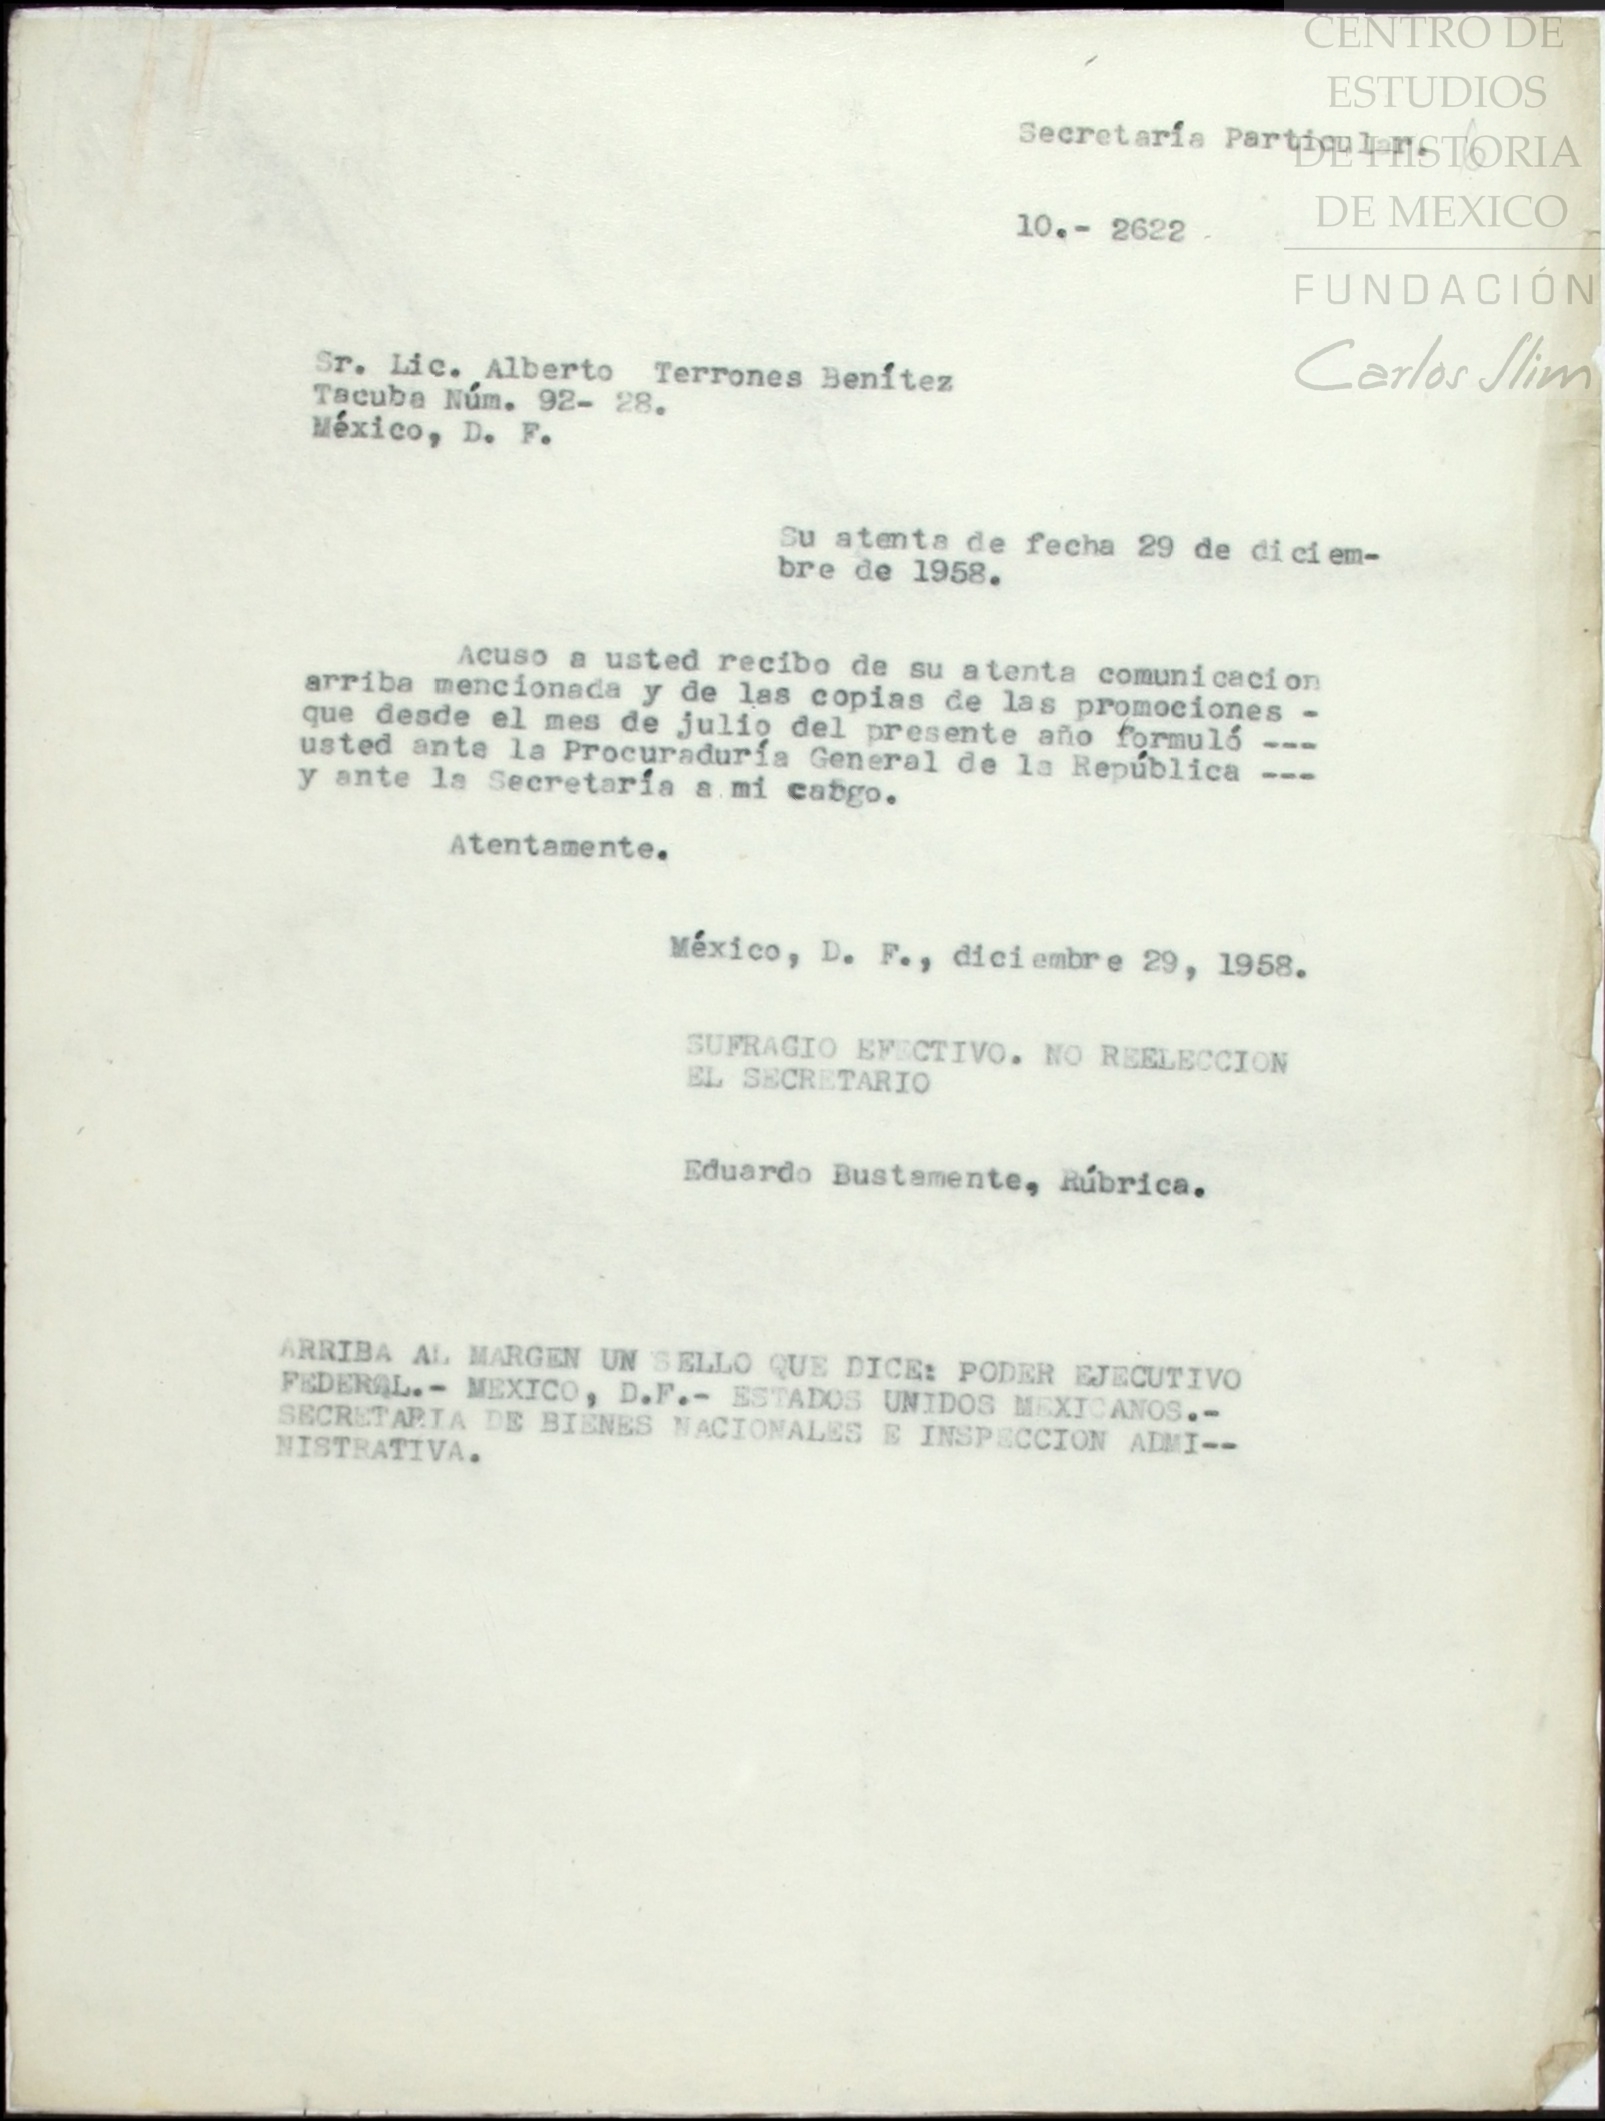 CENTRO DE
ESTUDIOS
DE HISTORIA
DE MEXICO
FUNDACIÓN
Carlos Slim
Secretaría Particular.
10.- 2622
Sr. Lic. Alberto Terrones Benítez
Tacuba Núm. 92- 28.
México, D. F.
Su atenta de fecha 29 de diciem-
bre de 1958.
Acuso a usted recibo de su atenta comunicacion
arriba mencionada y de las copias de las promociones -
que desde el mes de julio del presente año formuló ---
usted ante la Procuraduría General de la República ---
y ante la Secretaría a mi cargo.
Atentamente.
México, D. F., diciembre 29, 1958.
SUFRAGIO EFECTIVO. NO REELECCION
EL SECRETARIO
Eduardo Bustamente, Rúbrica.
ARRIBA AL MARGEN UN SELLO QUE DICE: PODER EJECUTIVO
FEDERAL.- MEXICO, D.F.- ESTADOS UNIDOS MEXICANOS.-
SECRETARIA DE BIENES NACIONALES E INSPECCION ADMI--
NISTRATIVA.